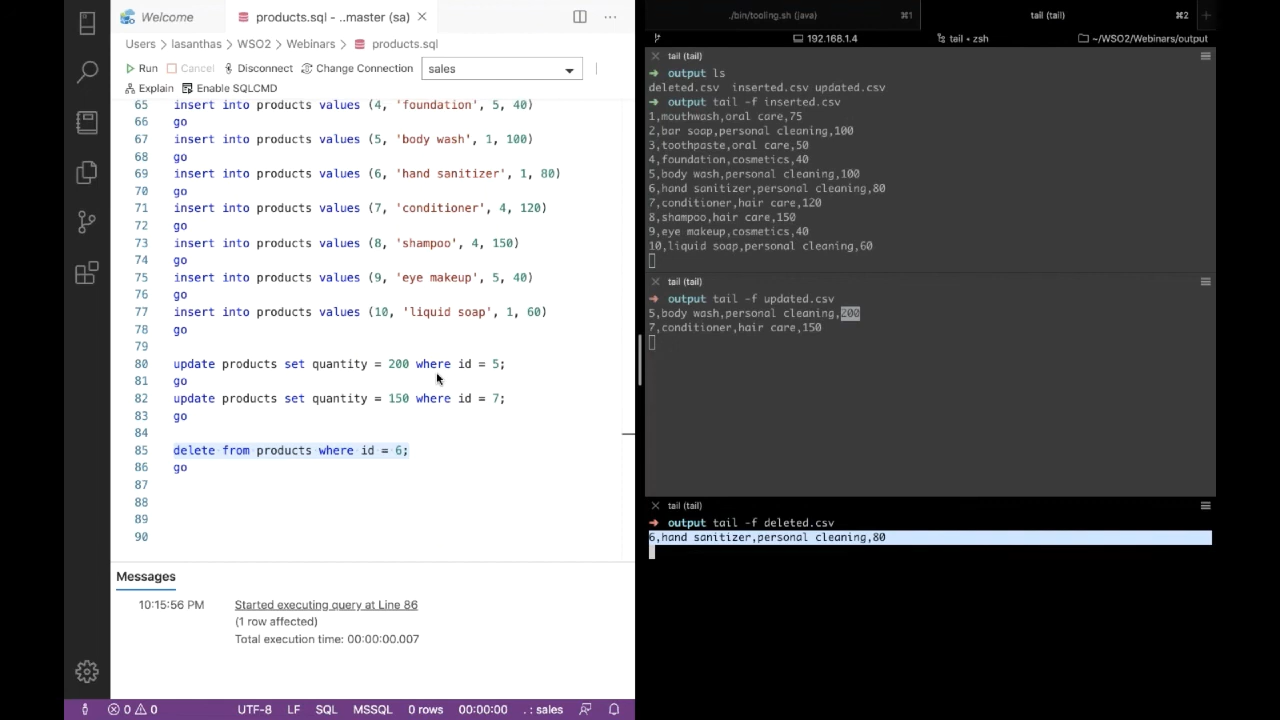 Welcome
products.sql - ..master (sa)
Users > lasanthas > WSO2 > Webinars > products.sql
Run Cancel Disconnect Change Connection sales
Explain Enable SQLCMD
65 insert into products values (4, 'foundation', 5, 40)
66 go
67 insert into products values (5, 'body wash', 1, 100)
68 go
69 insert into products values (6, 'hand sanitizer', 1, 80)
70 go
71 insert into products values (7, 'conditioner', 4, 120)
72 go
73 insert into products values (8, 'shampoo', 4, 150)
74 go
75 insert into products values (9, 'eye makeup', 5, 40)
76 go
77 insert into products values (10, 'liquid soap', 1, 60)
78 go
79
80 update products set quantity = 200 where id = 5;
81 go
82 update products set quantity = 150 where id = 7;
83 go
84
85 delete from products where id = 6;
86 go
87
88
89
90
Messages
10:15:56 PM Started executing query at Line 86
(1 row affected)
Total execution time: 00:00:00.007
0 0 UTF-8 LF SQL MSSQL 0 rows 00:00:00 . : sales
./bin/tooling.sh (java) ⌘1 tail (tail) ⌘2 +
192.168.1.4 tail • zsh ~/WSO2/Webinars/output
tail (tail)
→ output ls
deleted.csv inserted.csv updated.csv
→ output tail -f inserted.csv
1,mouthwash,oral care,75
2,bar soap,personal cleaning,100
3,toothpaste,oral care,50
4,foundation,cosmetics,40
5,body wash,personal cleaning,100
6,hand sanitizer,personal cleaning,80
7,conditioner,hair care,120
8,shampoo,hair care,150
9,eye makeup,cosmetics,40
10,liquid soap,personal cleaning,60
tail (tail)
→ output tail -f updated.csv
5,body wash,personal cleaning,200
7,conditioner,hair care,150
tail (tail)
→ output tail -f deleted.csv
6,hand sanitizer,personal cleaning,80